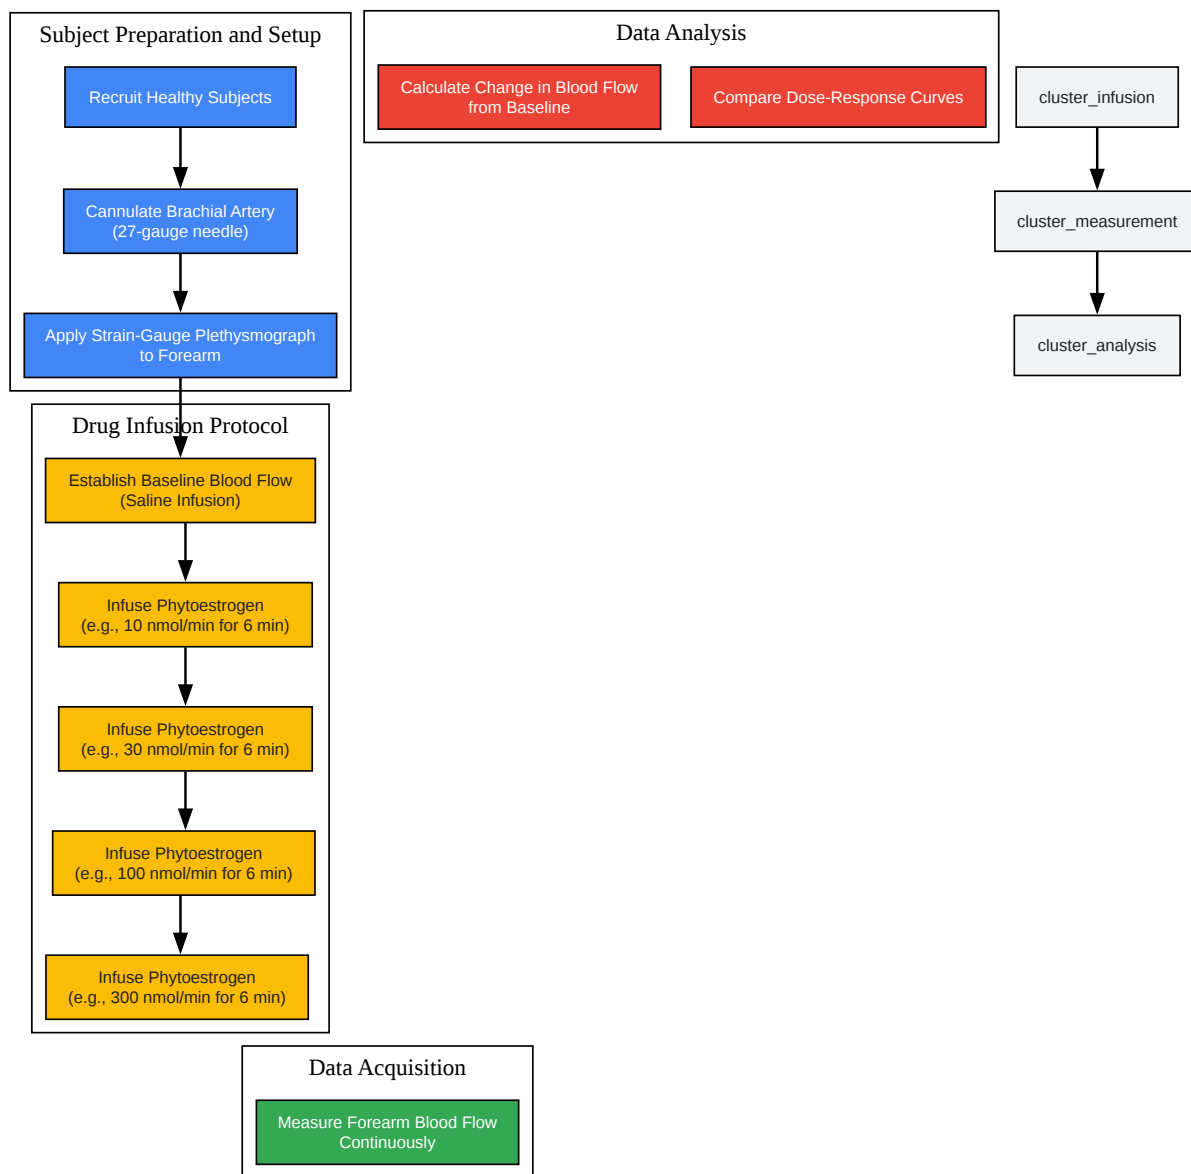 Subject Preparation and Setup
Recruit Healthy Subjects
Cannulate Brachial Artery
(27-gauge needle)
Apply Strain-Gauge Plethysmograph
to Forearm
Drug Infusion Protocol
Establish Baseline Blood Flow
(Saline Infusion)
Infuse Phytoestrogen
(e.g., 10 nmol/min for 6 min)
Infuse Phytoestrogen
(e.g., 30 nmol/min for 6 min)
Infuse Phytoestrogen
(e.g., 100 nmol/min for 6 min)
Infuse Phytoestrogen
(e.g., 300 nmol/min for 6 min)
Data Acquisition
Measure Forearm Blood Flow
Continuously
Data Analysis
Calculate Change in Blood Flow
from Baseline
Compare Dose-Response Curves
cluster_infusion
cluster_measurement
cluster_analysis